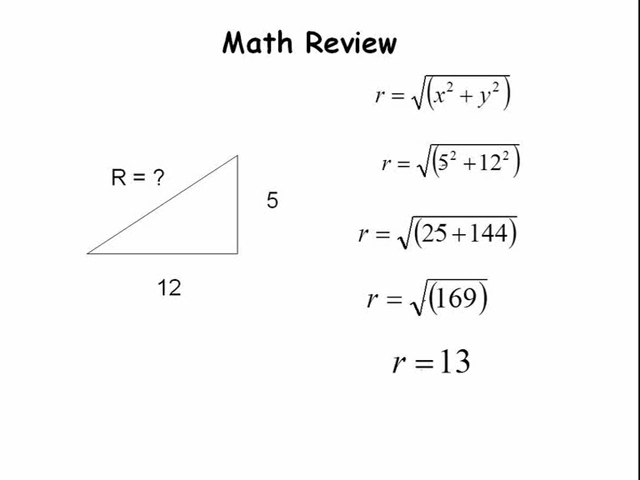 Math Review
r = √(x² + y²)
r = √(5² + 12²)
R = ?
5
r = √(25 + 144)
12
r = √(169)
r = 13